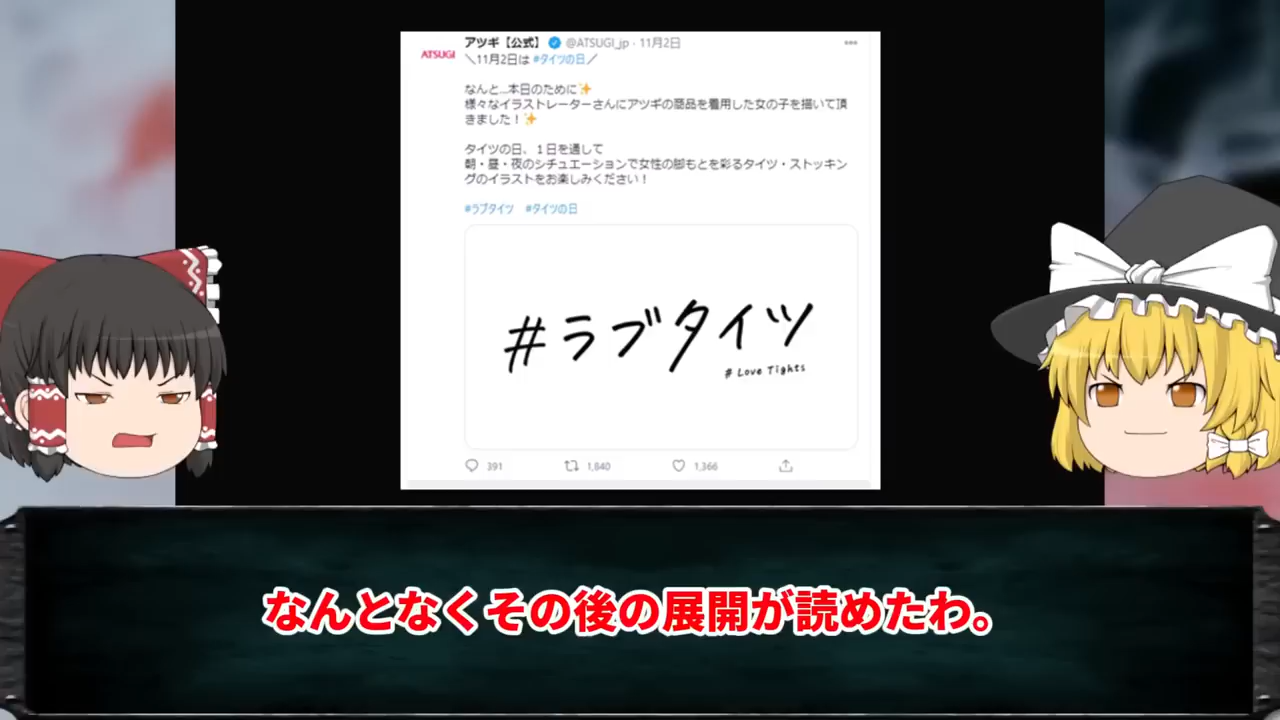 アツギ【公式】 @ATSUGI_jp · 11月2日
ATSUGI
＼11月2日は #タイツの日／
なんと...本日のために✨
様々なイラストレーターさんにアツギの商品を着用した女の子を描いて頂
きました！✨
タイツの日、１日を通して
朝・昼・夜のシチュエーションで女性の脚もとを彩るタイツ・ストッキン
グのイラストをお楽しみください！
#ラブタイツ #タイツの日
#ラブタイツ
# Love Tights
391 1,840 1,366
なんとなくその後の展開が読めたわ。